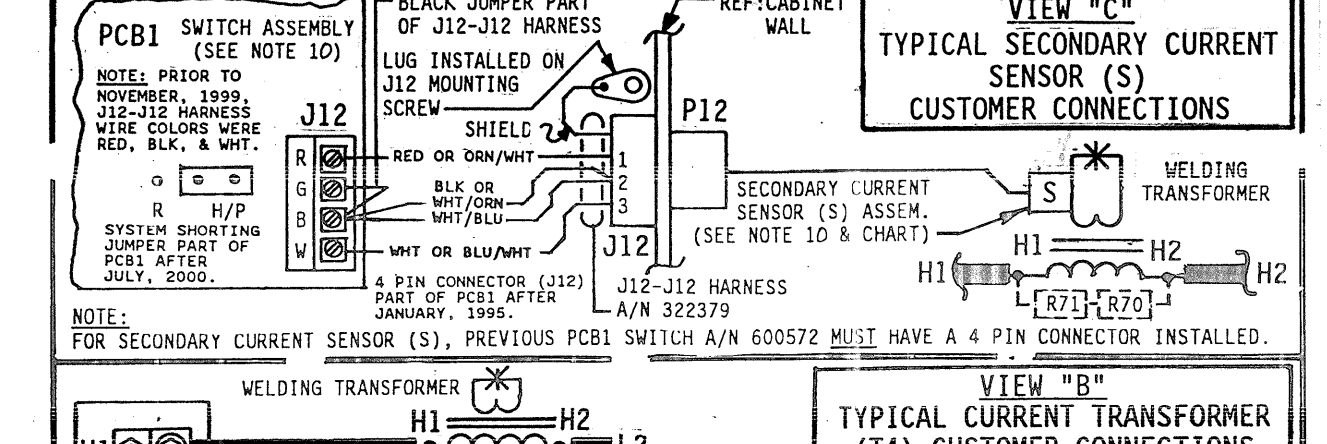 BLACK JUMPER PART
OF J12-J12 HARNESS
REF:CABINET
WALL
VIEW "C"
TYPICAL SECONDARY CURRENT
SENSOR (S)
CUSTOMER CONNECTIONS
PCB1
SWITCH ASSEMBLY
(SEE NOTE 10)
NOTE: PRIOR TO
NOVEMBER, 1999,
J12-J12 HARNESS
WIRE COLORS WERE
RED, BLK, & WHT.
R
H/P
SYSTEM SHORTING
JUMPER PART OF
PCB1 AFTER
JULY, 2000.
J12
R
G
B
W
LUG INSTALLED ON
J12 MOUNTING
SCREW
SHIELD
RED OR ORN/WHT
BLK OR
WHT/ORN
WHT/BLU
WHT OR BLU/WHT
4 PIN CONNECTOR (J12)
PART OF PCB1 AFTER
JANUARY, 1995.
1
2
3
J12
P12
J12-J12 HARNESS
A/N 322379
SECONDARY CURRENT
SENSOR (S) ASSEM.
(SEE NOTE 10 & CHART)
S
WELDING
TRANSFORMER
H1
H2
H1
H2
R71
R70
NOTE:
FOR SECONDARY CURRENT SENSOR (S), PREVIOUS PCB1 SWITCH A/N 600572 MUST HAVE A 4 PIN CONNECTOR INSTALLED.
WELDING TRANSFORMER
H1
H2
H1
L2
VIEW "B"
TYPICAL CURRENT TRANSFORMER
(T4) CUSTOMER CONNECTIONS